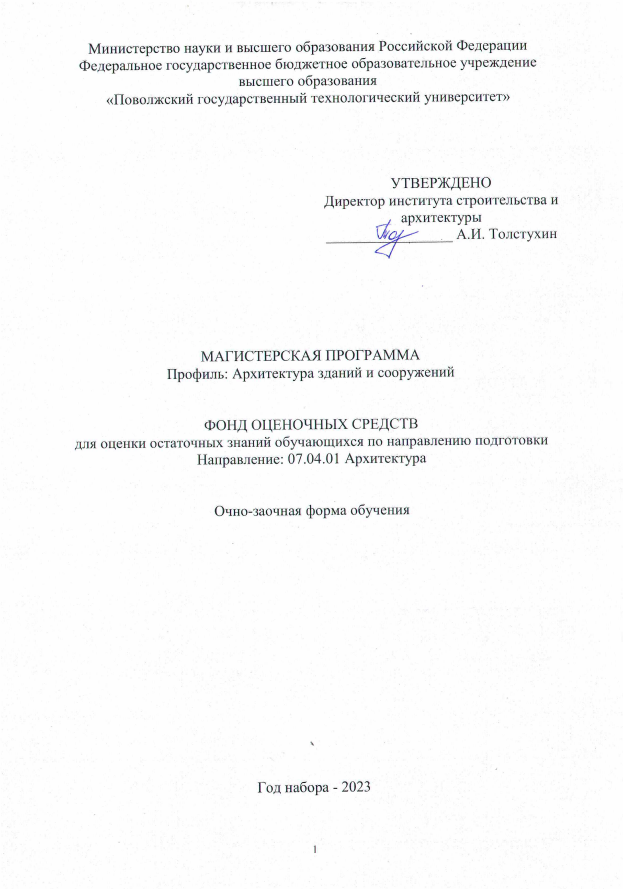 Министерство науки и высшего образования Российской Федерации
Федеральное государственное бюджетное образовательное учреждение
высшего образования
«Поволжский государственный технологический университет»
УТВЕРЖДЕНО
Директор института строительства и
архитектуры
А.И. Толстухин
МАГИСТЕРСКАЯ ПРОГРАММА
Профиль: Архитектура зданий и сооружений
ФОНД ОЦЕНОЧНЫХ СРЕДСТВ
для оценки остаточных знаний обучающихся по направлению подготовки
Направление: 07.04.01 Архитектура
Очно-заочная форма обучения
Год набора - 2023
1